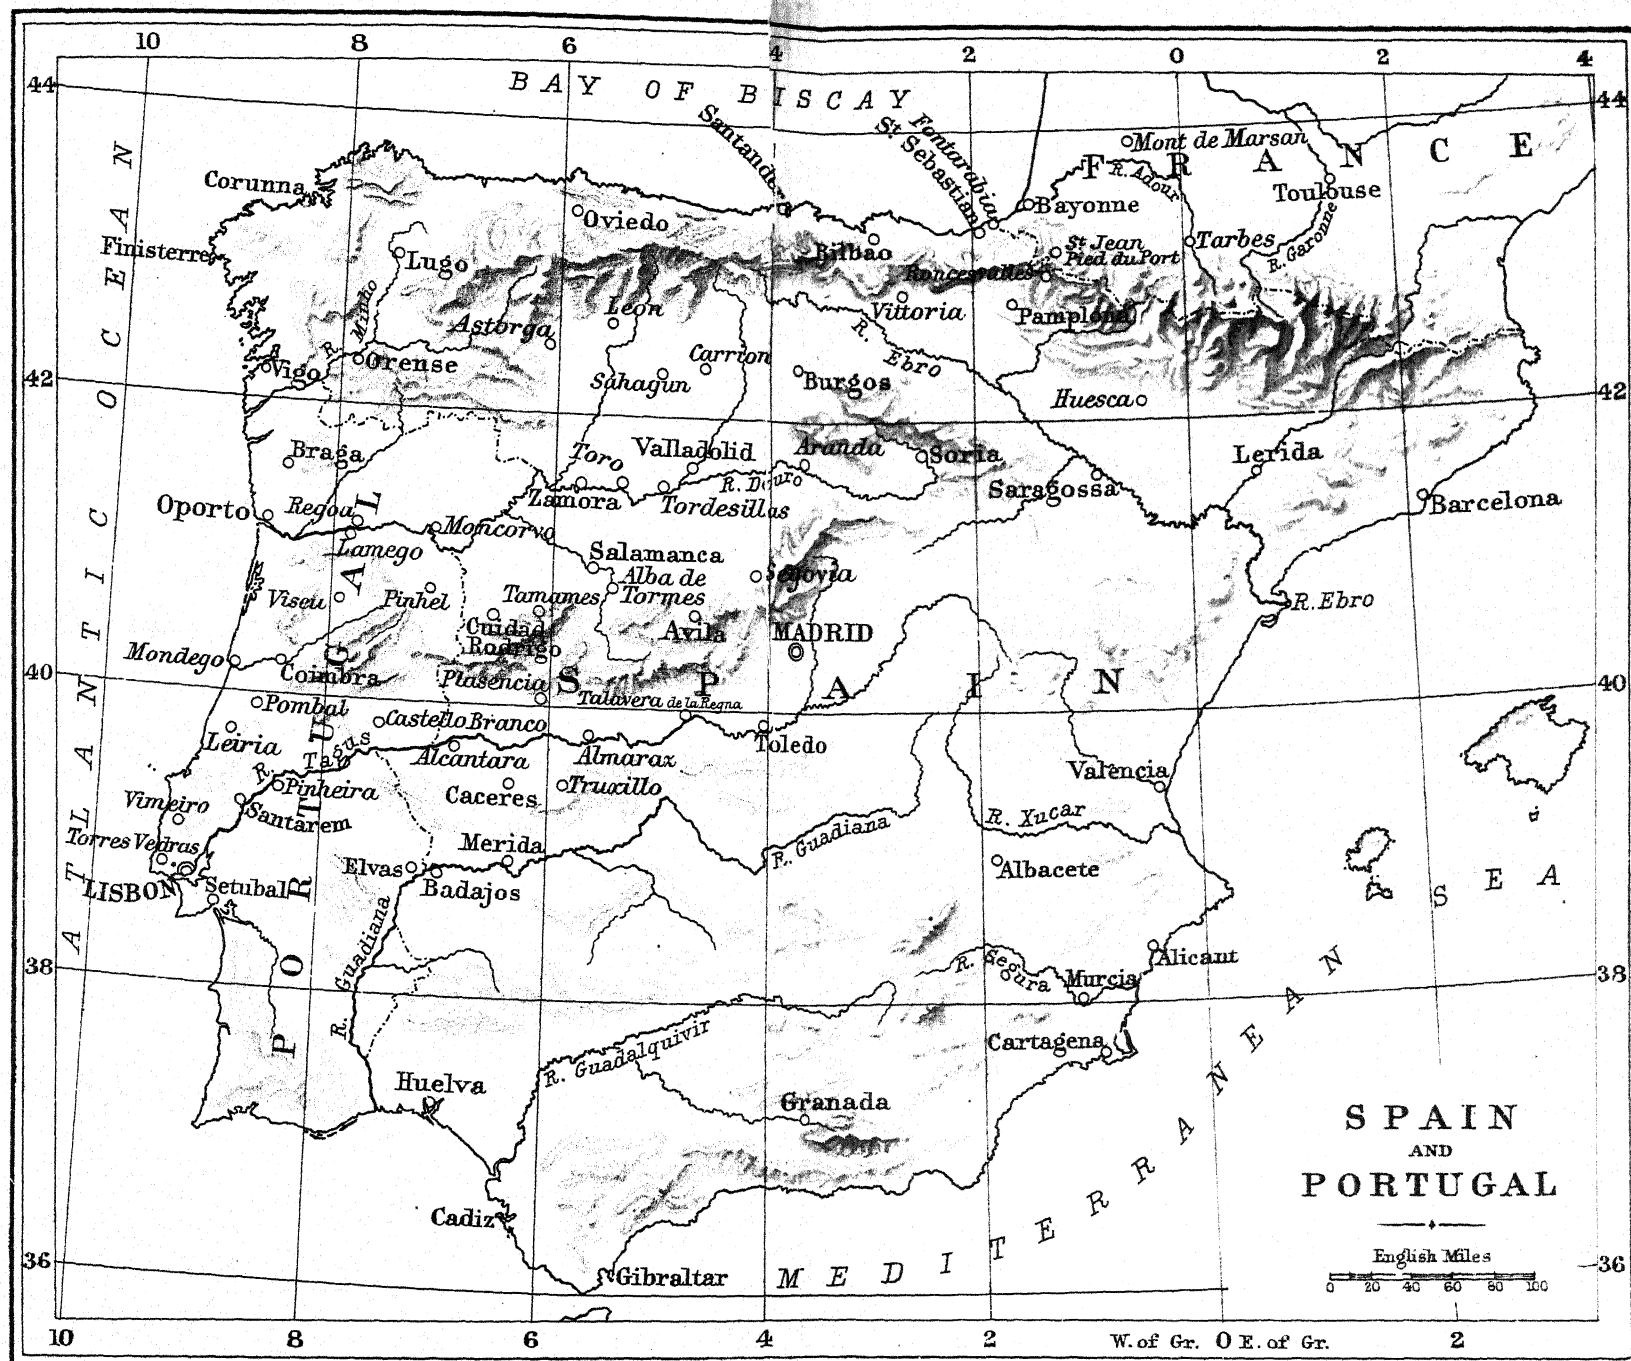 10 8 6 4 2 0 2 4
44 44
BAY OF BISCAY
Santander
St. Sebastian
Fontarabia
Mont de Marsan
FRANCE
R. Adour
Toulouse
Corunna
Bayonne
Oviedo
St Jean
Pied du Port
Tarbes
R. Garonne
Finisterre
Lugo
Bilbao
Roncesvalles
R. Minho
Leon
Vittoria
Pamplona
Astorga
R. Ebro
Vigo
Orense
Carrion
Sahagun
Burgos
42 42
Huesca
Braga
Toro
Valladolid
Aranda
Soria
Lerida
Zamora
R. Douro
Tordesillas
Saragossa
Barcelona
Oporto
Regoa
Moncorvo
Lamego
Salamanca
Alba de
Tormes
Segovia
Viseu
Pinhel
Tamames
R. Ebro
Cuidad
Rodrigo
Avila
MADRID
Mondego
Coimbra
40 40
Plasencia
SPAIN
Talavera de la Regna
Pombal
Castello Branco
Leiria
R. Tagus
Alcantara
Almarax
Toledo
Valencia
Pinheira
Caceres
Truxillo
Vimeiro
Santarem
R. Xucar
Torres Vedras
Merida
R. Guadiana
Elvas
Albacete
LISBON
Setubal
Badajos
PORTUGAL
R. Guadiana
38 38
R. Segura
Murcia
Alicant
Cartagena
R. Guadalquivir
Huelva
Granada
Cadiz
Gibraltar
36 36
ATLANTIC OCEAN
MEDITERRANEAN SEA
SPAIN
AND
PORTUGAL
English Miles
0 20 40 60 80 100
10 8 6 4 2 W. of Gr. 0 E. of Gr. 2